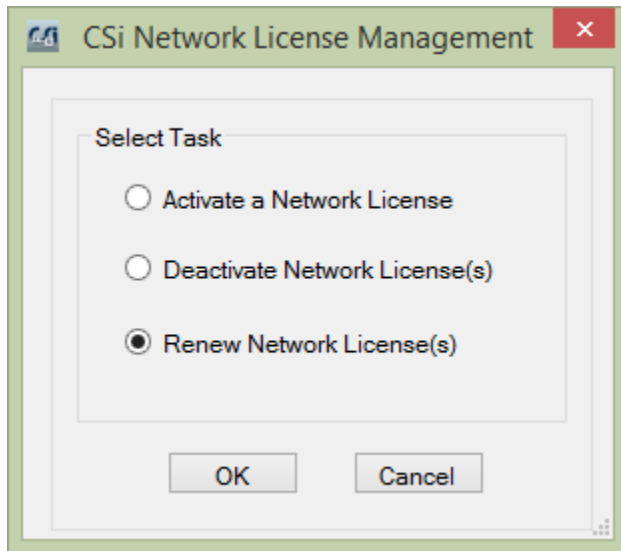 CSi Network License Management
Select Task
Activate a Network License
Deactivate Network License(s)
Renew Network License(s)
OK Cancel